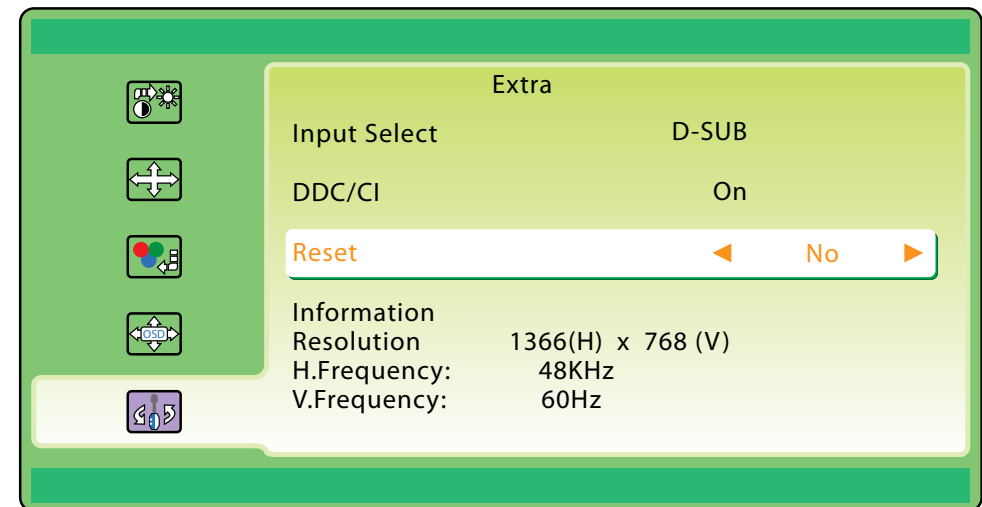 Extra
Input Select D-SUB
DDC/CI On
Reset ◀ No ▶
OSD
Information
Resolution 1366(H) x 768 (V)
H.Frequency: 48KHz
V.Frequency: 60Hz